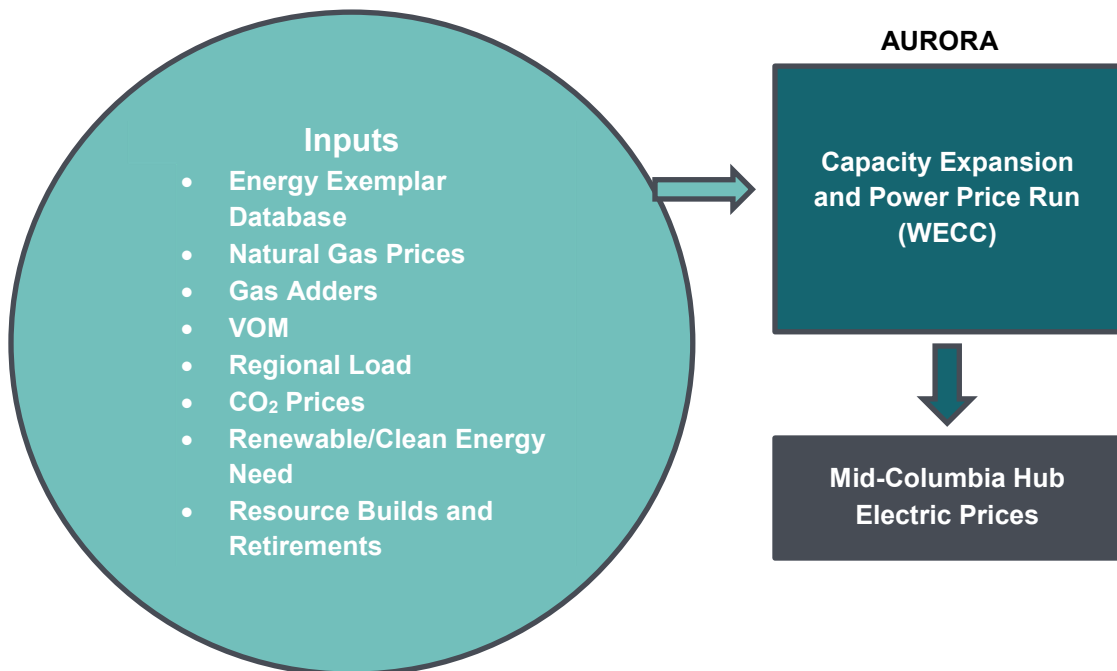 Inputs
• Energy Exemplar
Database
• Natural Gas Prices
• Gas Adders
• VOM
• Regional Load
• CO₂ Prices
• Renewable/Clean Energy
Need
• Resource Builds and
Retirements
AURORA
Capacity Expansion
and Power Price Run
(WECC)
Mid-Columbia Hub
Electric Prices